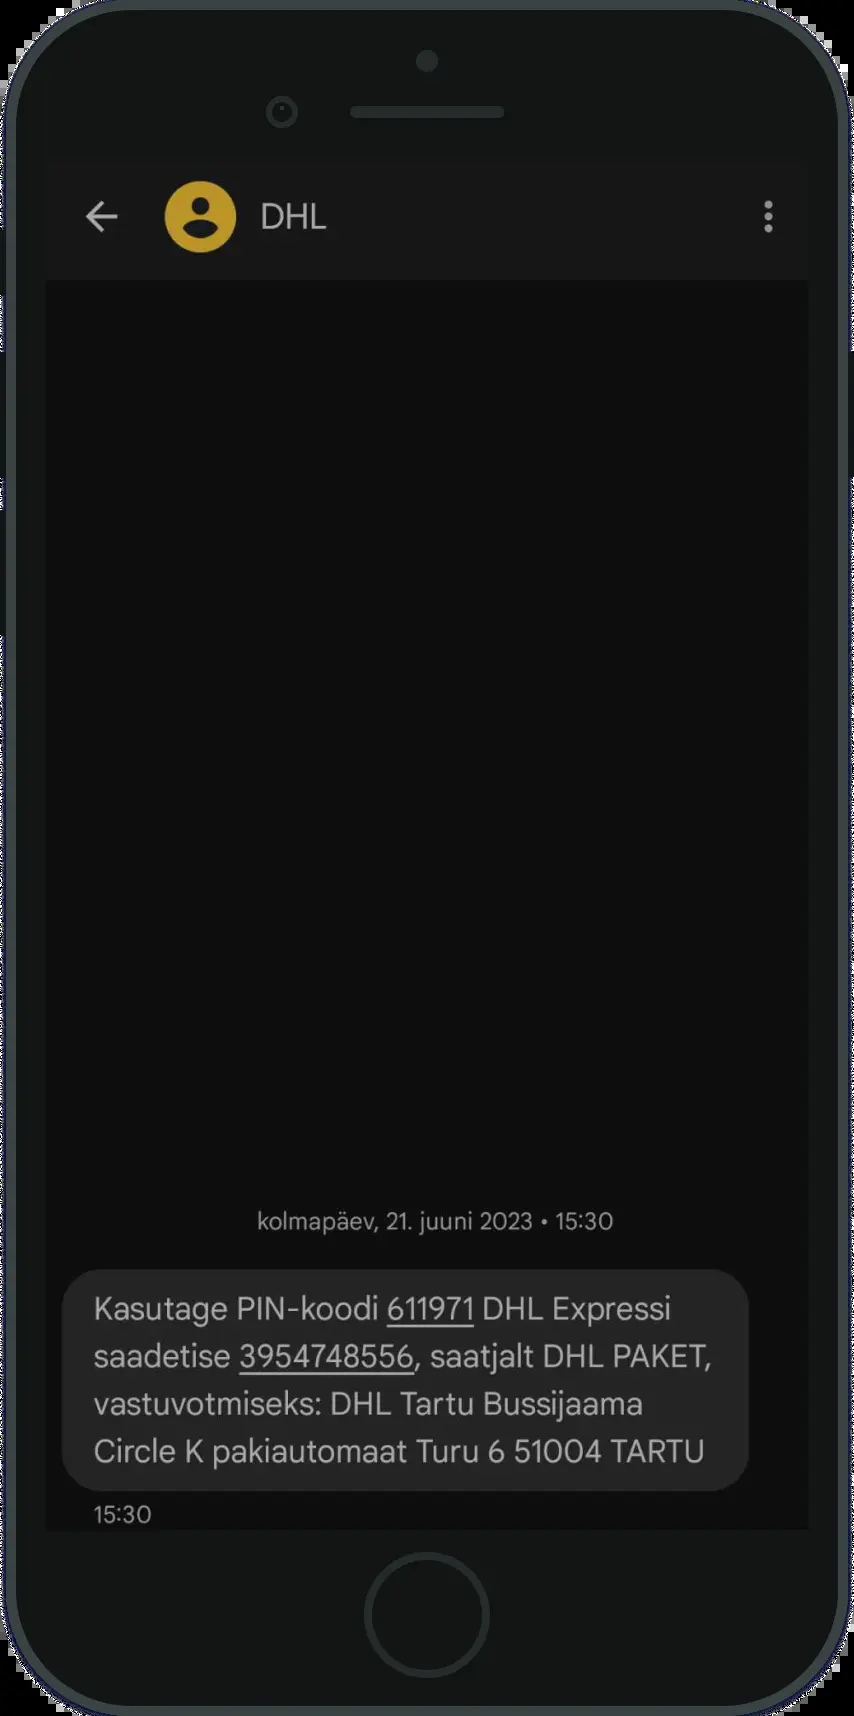 DHL
kolmapäev, 21. juuni 2023 • 15:30
Kasutage PIN-koodi 611971 DHL Expressi
saadetise 3954748556, saatjalt DHL PAKET,
vastuvotmiseks: DHL Tartu Bussijaama
Circle K pakiautomaat Turu 6 51004 TARTU
15:30